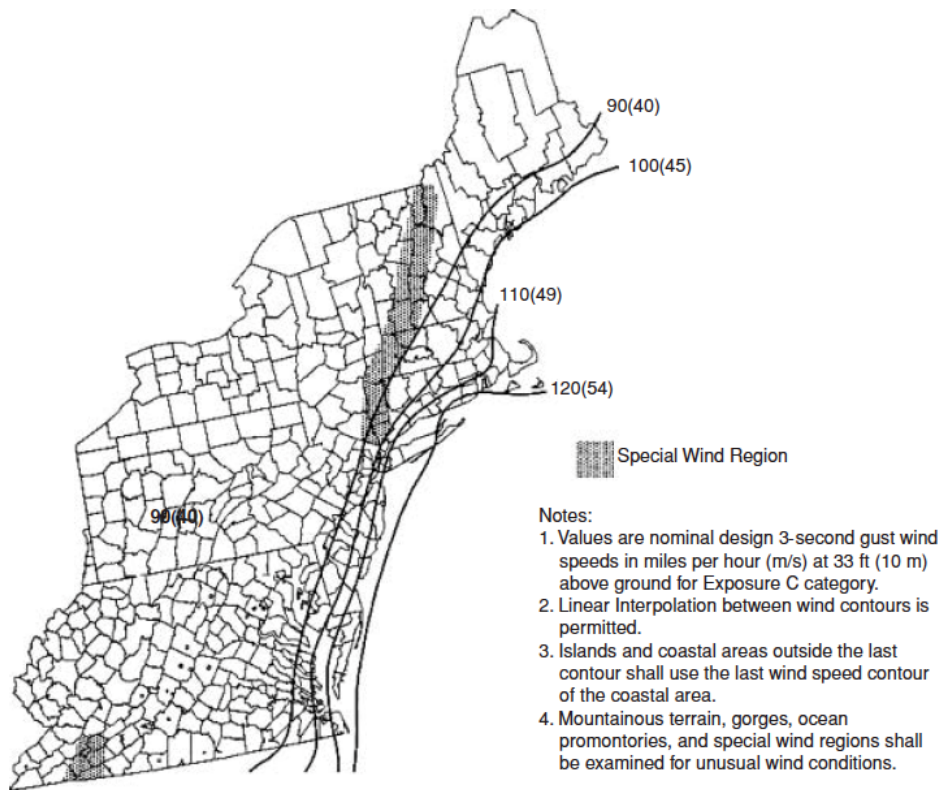 90(40)
100(45)
110(49)
120(54)
Special Wind Region
90(40)
Notes:
1. Values are nominal design 3-second gust wind
speeds in miles per hour (m/s) at 33 ft (10 m)
above ground for Exposure C category.
2. Linear Interpolation between wind contours is
permitted.
3. Islands and coastal areas outside the last
contour shall use the last wind speed contour
of the coastal area.
4. Mountainous terrain, gorges, ocean
promontories, and special wind regions shall
be examined for unusual wind conditions.